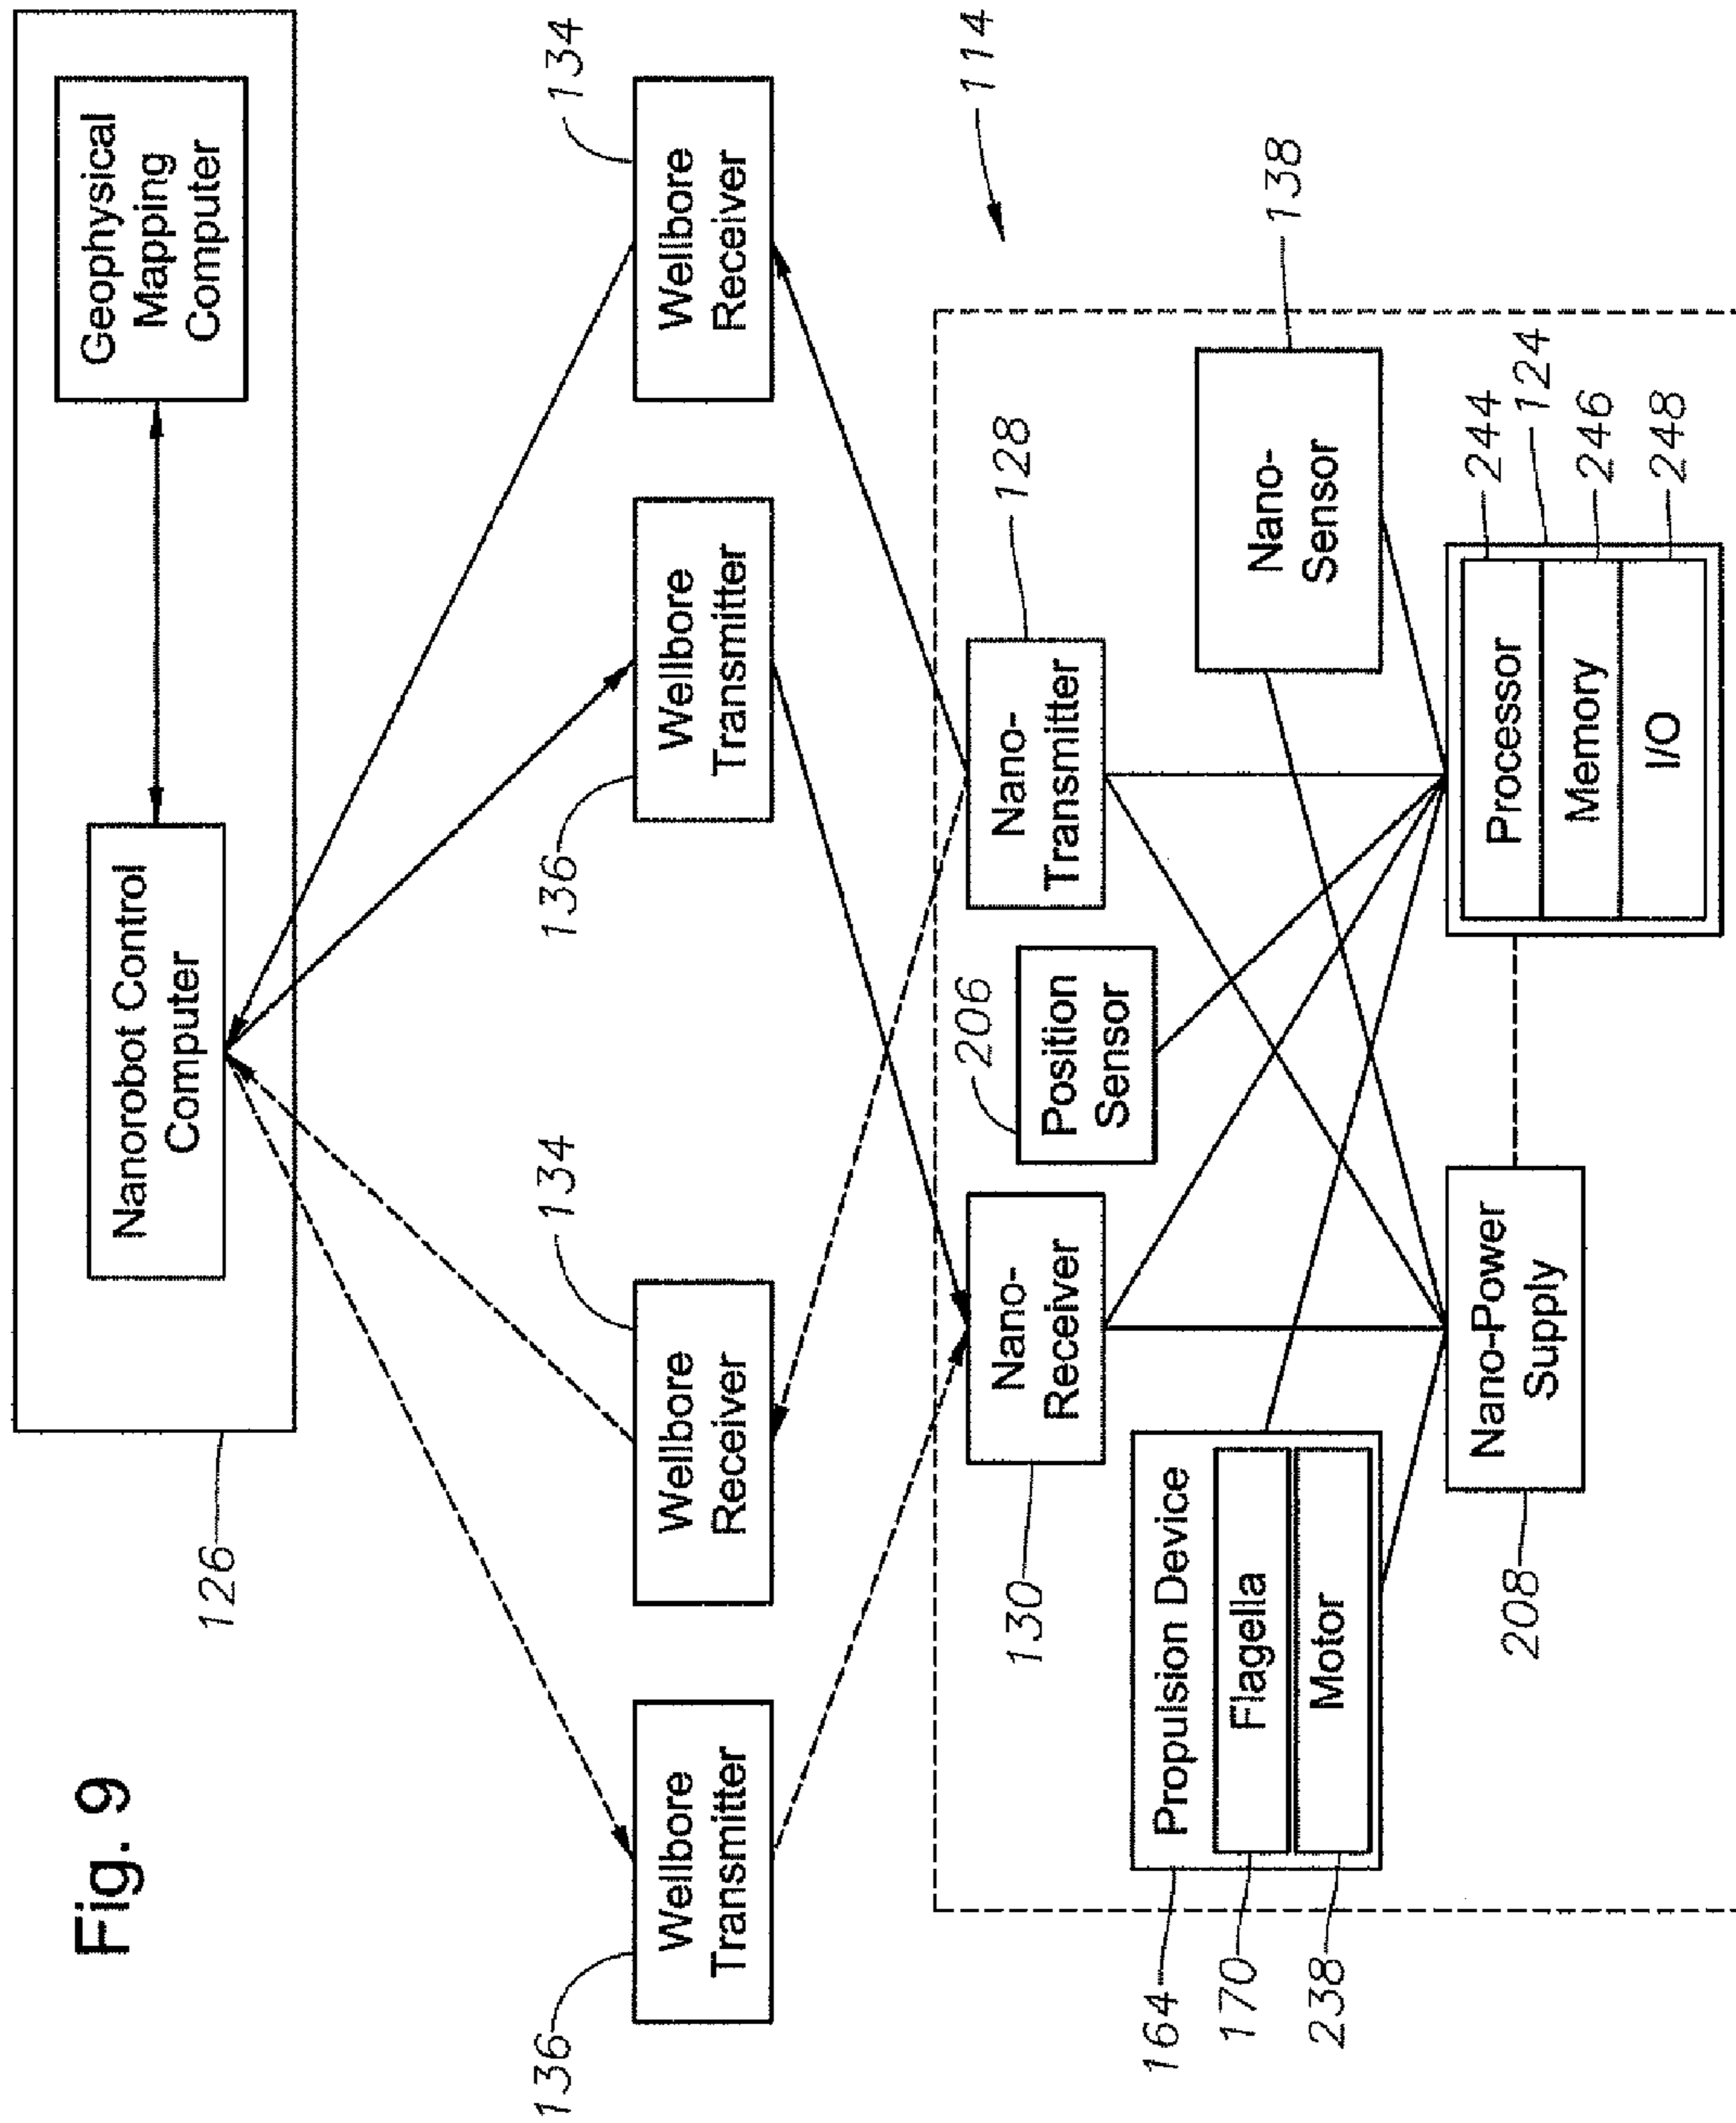 Fig. 9
Nanorobot Control
Computer
Geophysical
Mapping
Computer
126
136
Wellbore
Transmitter
134
Wellbore
Receiver
136
Wellbore
Transmitter
134
Wellbore
Receiver
114
130
Nano-
Receiver
206
Position
Sensor
128
Nano-
Transmitter
164
Propulsion Device
170
Flagella
238
Motor
138
Nano-
Sensor
208
Nano-Power
Supply
244
Processor
124
246
Memory
248
I/O